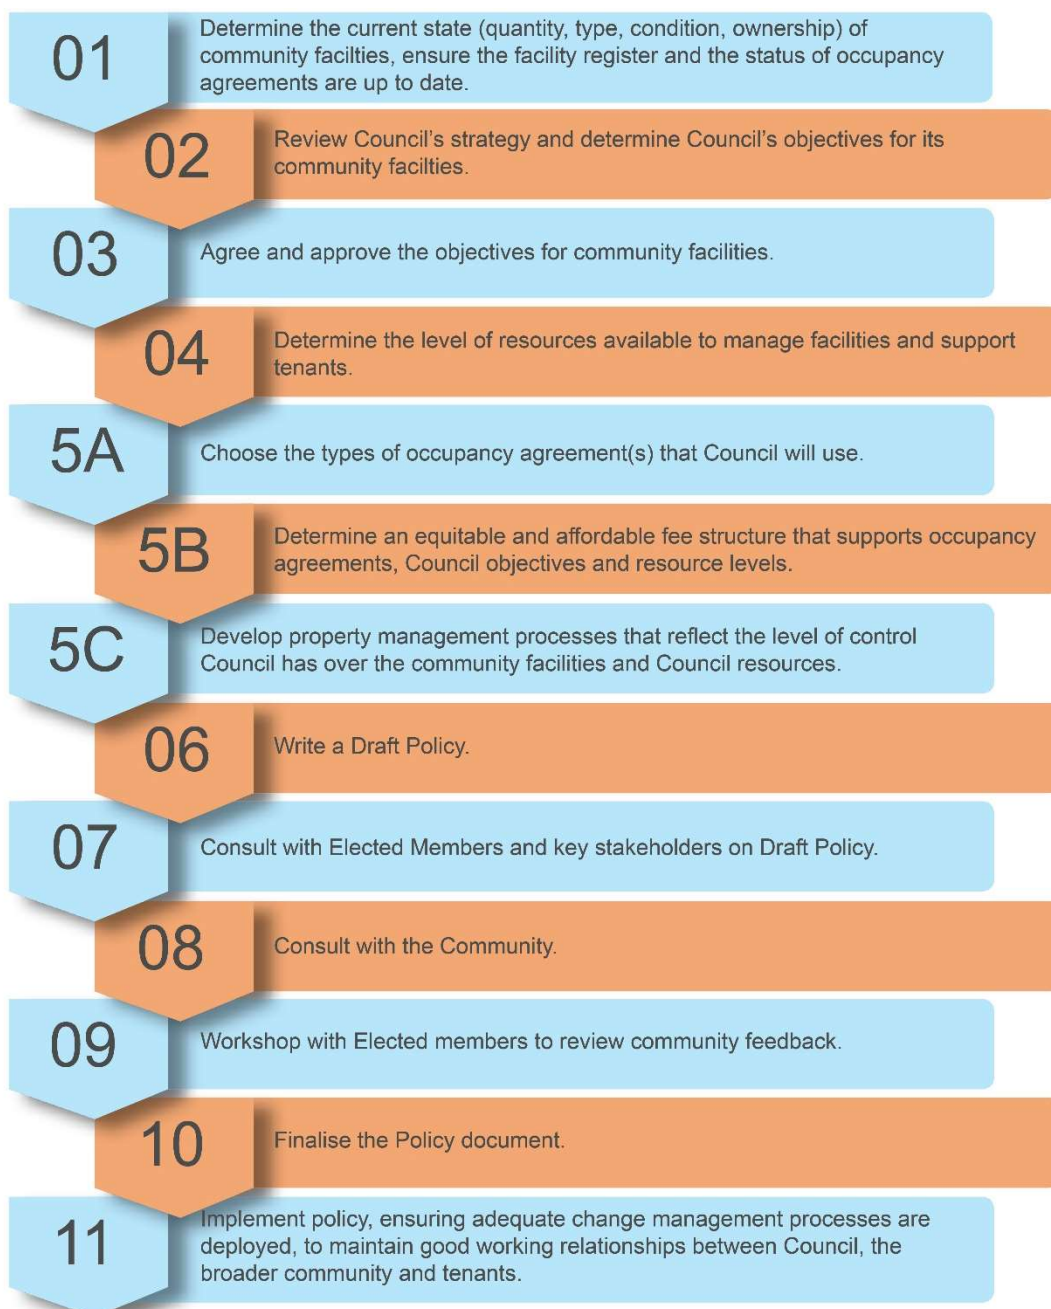 01
Determine the current state (quantity, type, condition, ownership) of
community facilties, ensure the facility register and the status of occupancy
agreements are up to date.
02
Review Council's strategy and determine Council's objectives for its
community facilties.
03
Agree and approve the objectives for community facilities.
04
Determine the level of resources available to manage facilities and support
tenants.
5A
Choose the types of occupancy agreement(s) that Council will use.
5B
Determine an equitable and affordable fee structure that supports occupancy
agreements, Council objectives and resource levels.
5C
Develop property management processes that reflect the level of control
Council has over the community facilities and Council resources.
06
Write a Draft Policy.
07
Consult with Elected Members and key stakeholders on Draft Policy.
08
Consult with the Community.
09
Workshop with Elected members to review community feedback.
10
Finalise the Policy document.
11
Implement policy, ensuring adequate change management processes are
deployed, to maintain good working relationships between Council, the
broader community and tenants.